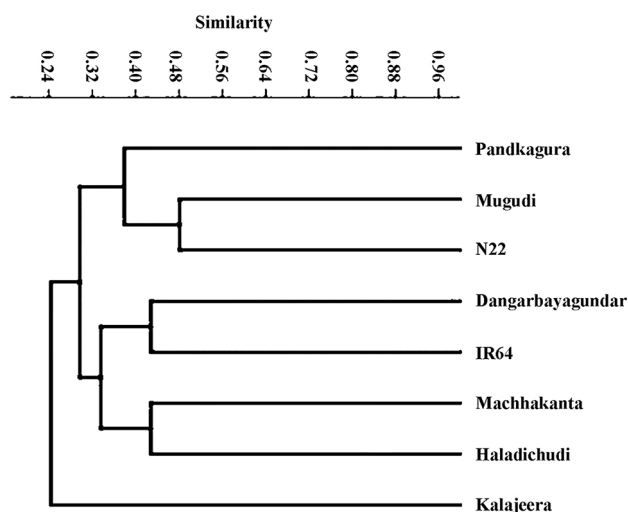 Similarity
0.24 0.32 0.40 0.48 0.56 0.64 0.72 0.80 0.88 0.96
Pandkagura
Mugudi
N22
Dangarbayagundar
IR64
Machhakanta
Haladichudi
Kalajeera